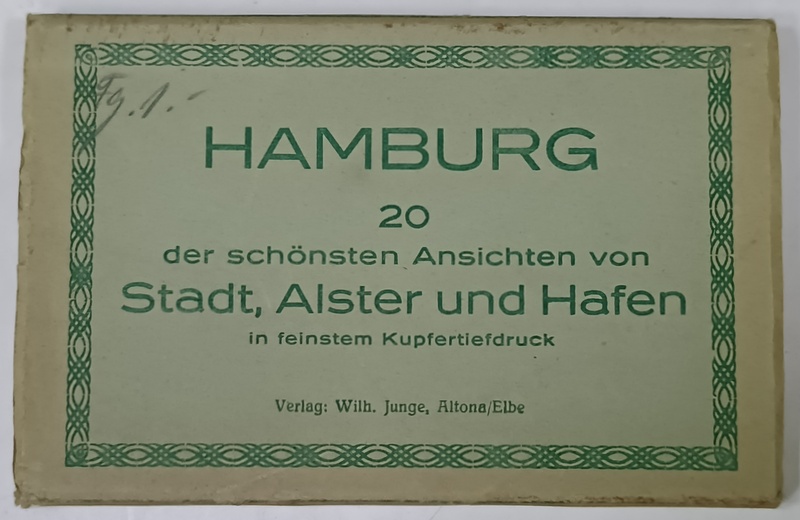 HAMBURG
20
der schönsten Ansichten von
Stadt, Alster und Hafen
in feinstem Kupfertiefdruck
Verlag: Wilh. Junge, Altona/Elbe